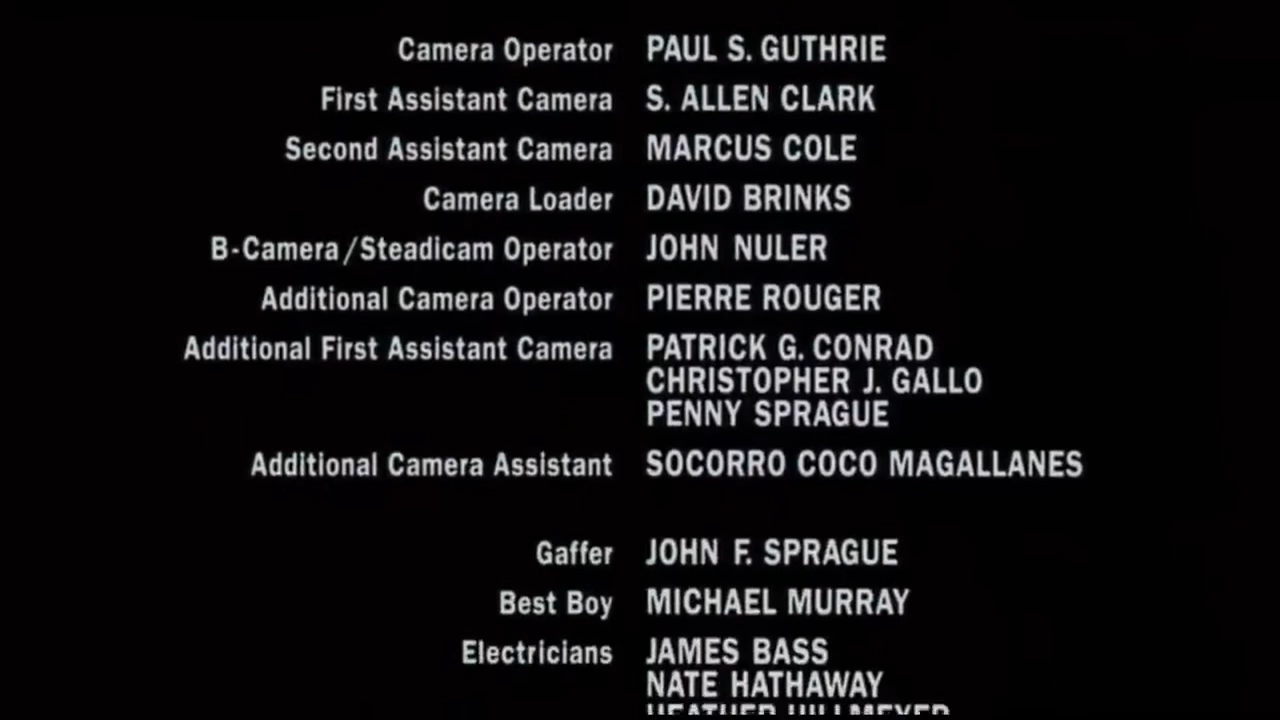 Camera Operator PAUL S. GUTHRIE
First Assistant Camera S. ALLEN CLARK
Second Assistant Camera MARCUS COLE
Camera Loader DAVID BRINKS
B-Camera/Steadicam Operator JOHN NULER
Additional Camera Operator PIERRE ROUGER
Additional First Assistant Camera PATRICK G. CONRAD
CHRISTOPHER J. GALLO
PENNY SPRAGUE
Additional Camera Assistant SOCORRO COCO MAGALLANES
Gaffer JOHN F. SPRAGUE
Best Boy MICHAEL MURRAY
Electricians JAMES BASS
NATE HATHAWAY